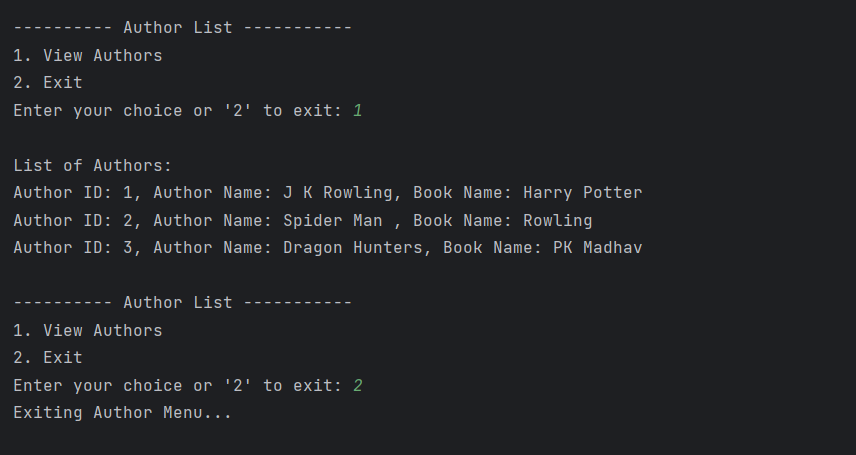 ---------- Author List -----------
1. View Authors
2. Exit
Enter your choice or '2' to exit: 1
List of Authors:
Author ID: 1, Author Name: J K Rowling, Book Name: Harry Potter
Author ID: 2, Author Name: Spider Man , Book Name: Rowling
Author ID: 3, Author Name: Dragon Hunters, Book Name: PK Madhav
---------- Author List -----------
1. View Authors
2. Exit
Enter your choice or '2' to exit: 2
Exiting Author Menu...